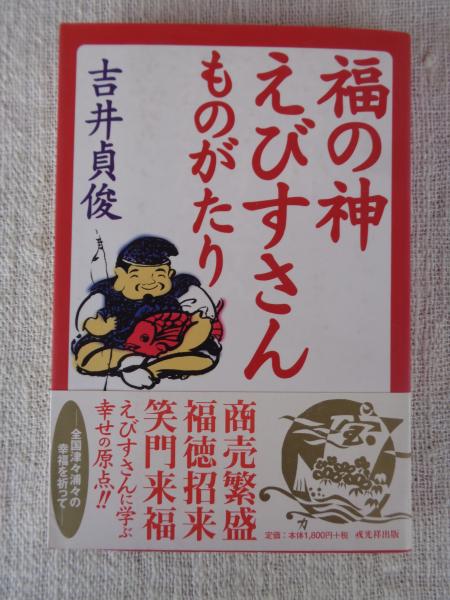 福の神
えびすさん
ものがたり
吉井貞俊
商売繁盛
福徳招来
笑門来福
えびすさんに学ぶ
幸せの原点!!
―全国津々浦々の
幸福を祈って―
宝
定価:本体1,800円+税
戎光祥出版